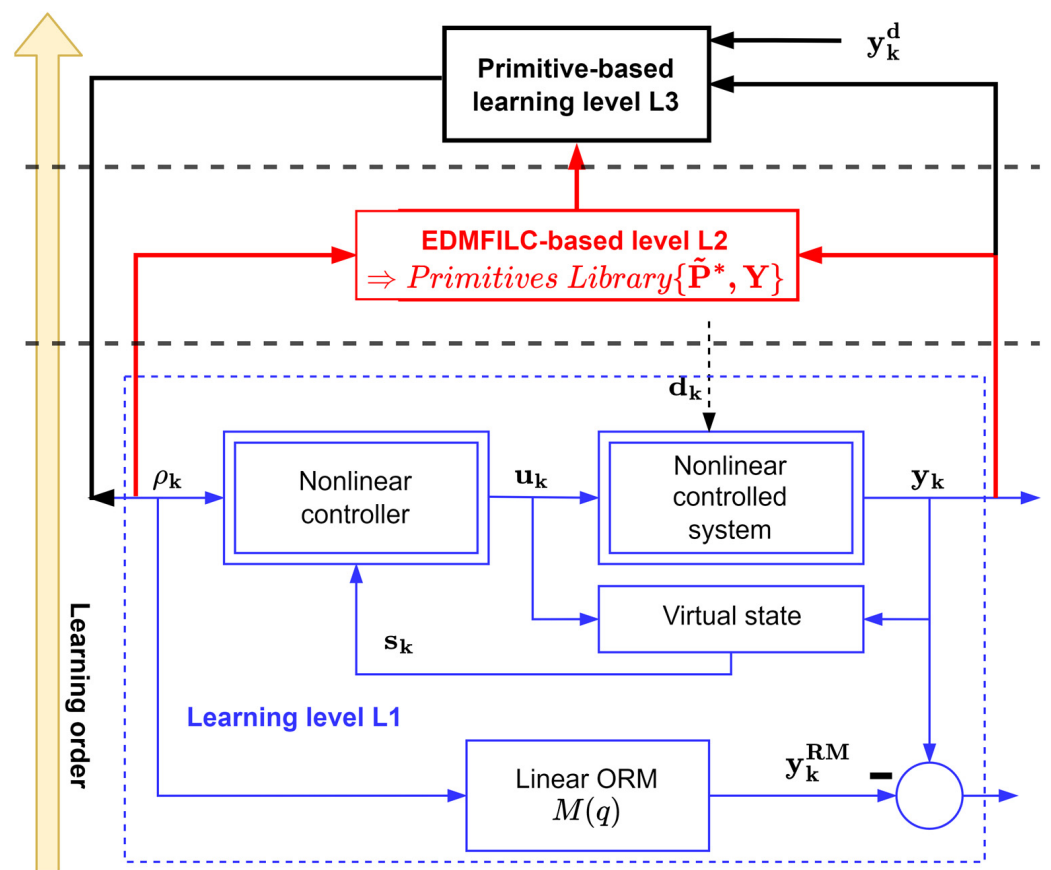 Primitive-based
learning level L3
y_k^d
EDMFILC-based level L2
⇒ Primitives Library{P̃*, Y}
d_k
ρ_k
Nonlinear
controller
u_k
Nonlinear
controlled
system
y_k
Virtual state
s_k
Learning level L1
Learning order
Linear ORM
M(q)
y_k^RM
−